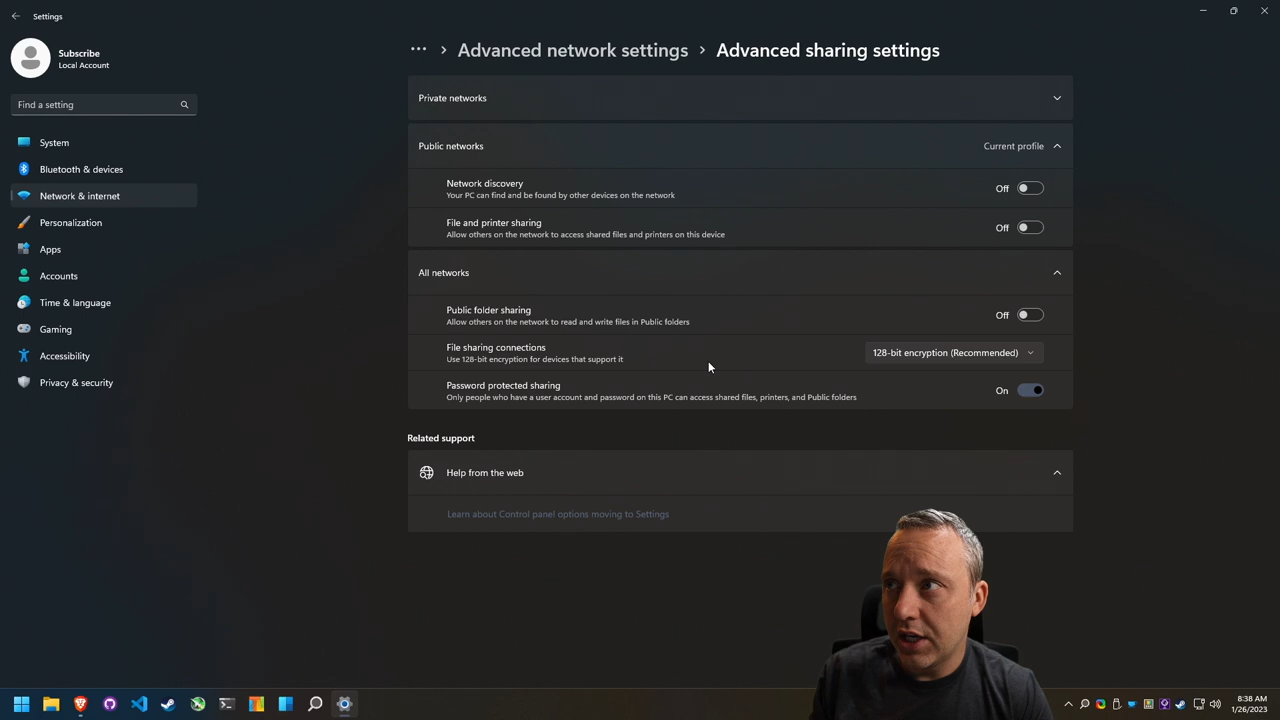 Settings
Subscribe
Local Account
Find a setting
System
Bluetooth & devices
Network & internet
Personalization
Apps
Accounts
Time & language
Gaming
Accessibility
Privacy & security
... > Advanced network settings > Advanced sharing settings
Private networks
Public networks
Current profile
Network discovery
Your PC can find and be found by other devices on the network
Off
File and printer sharing
Allow others on the network to access shared files and printers on this device
Off
All networks
Public folder sharing
Allow others on the network to read and write files in Public folders
Off
File sharing connections
Use 128-bit encryption for devices that support it
128-bit encryption (Recommended)
Password protected sharing
Only people who have a user account and password on this PC can access shared files, printers, and Public folders
On
Related support
Help from the web
Learn about Control panel options moving to Settings
8:38 AM
1/26/2023